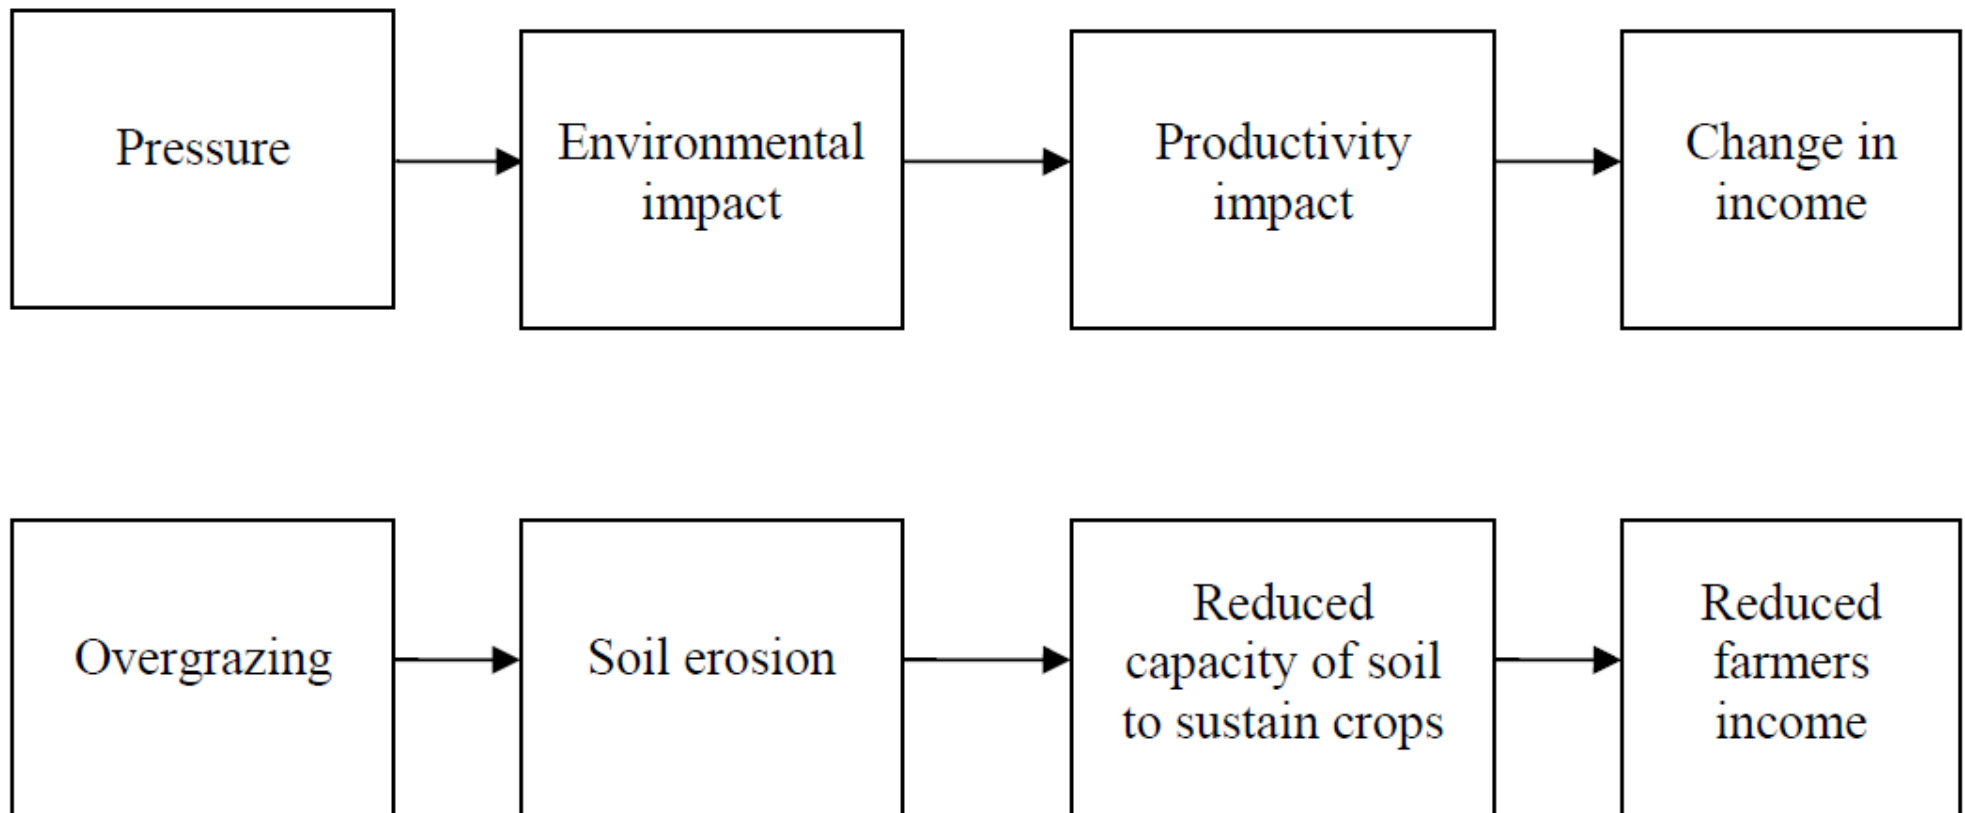 Pressure
Environmental
impact
Productivity
impact
Change in
income
Overgrazing
Soil erosion
Reduced
capacity of soil
to sustain crops
Reduced
farmers
income